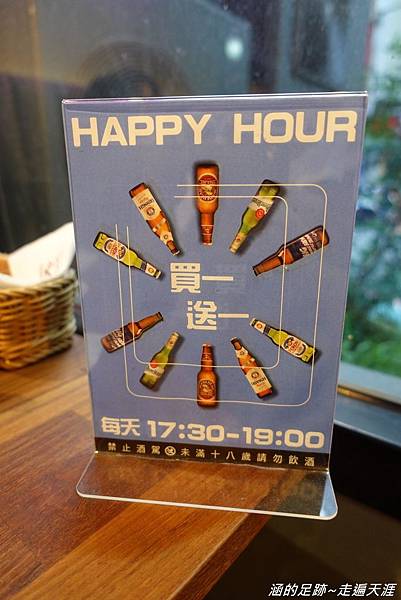 HAPPY HOUR
買一
送一
每天 17:30-19:00
禁止酒駕 未滿十八歲請勿飲酒
涵的足跡~走遍天涯